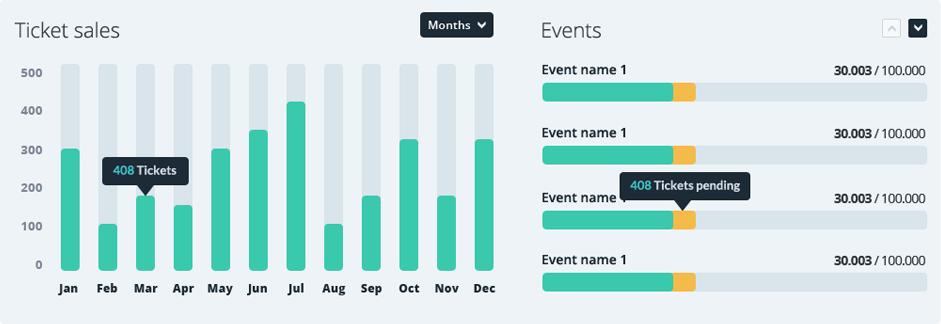 Ticket sales
Months
500
400
300
200
100
0
408 Tickets
Jan Feb Mar Apr May Jun Jul Aug Sep Oct Nov Dec
Events
Event name 1 30.003 / 100.000
Event name 1 30.003 / 100.000
408 Tickets pending
Event name 30.003 / 100.000
Event name 1 30.003 / 100.000